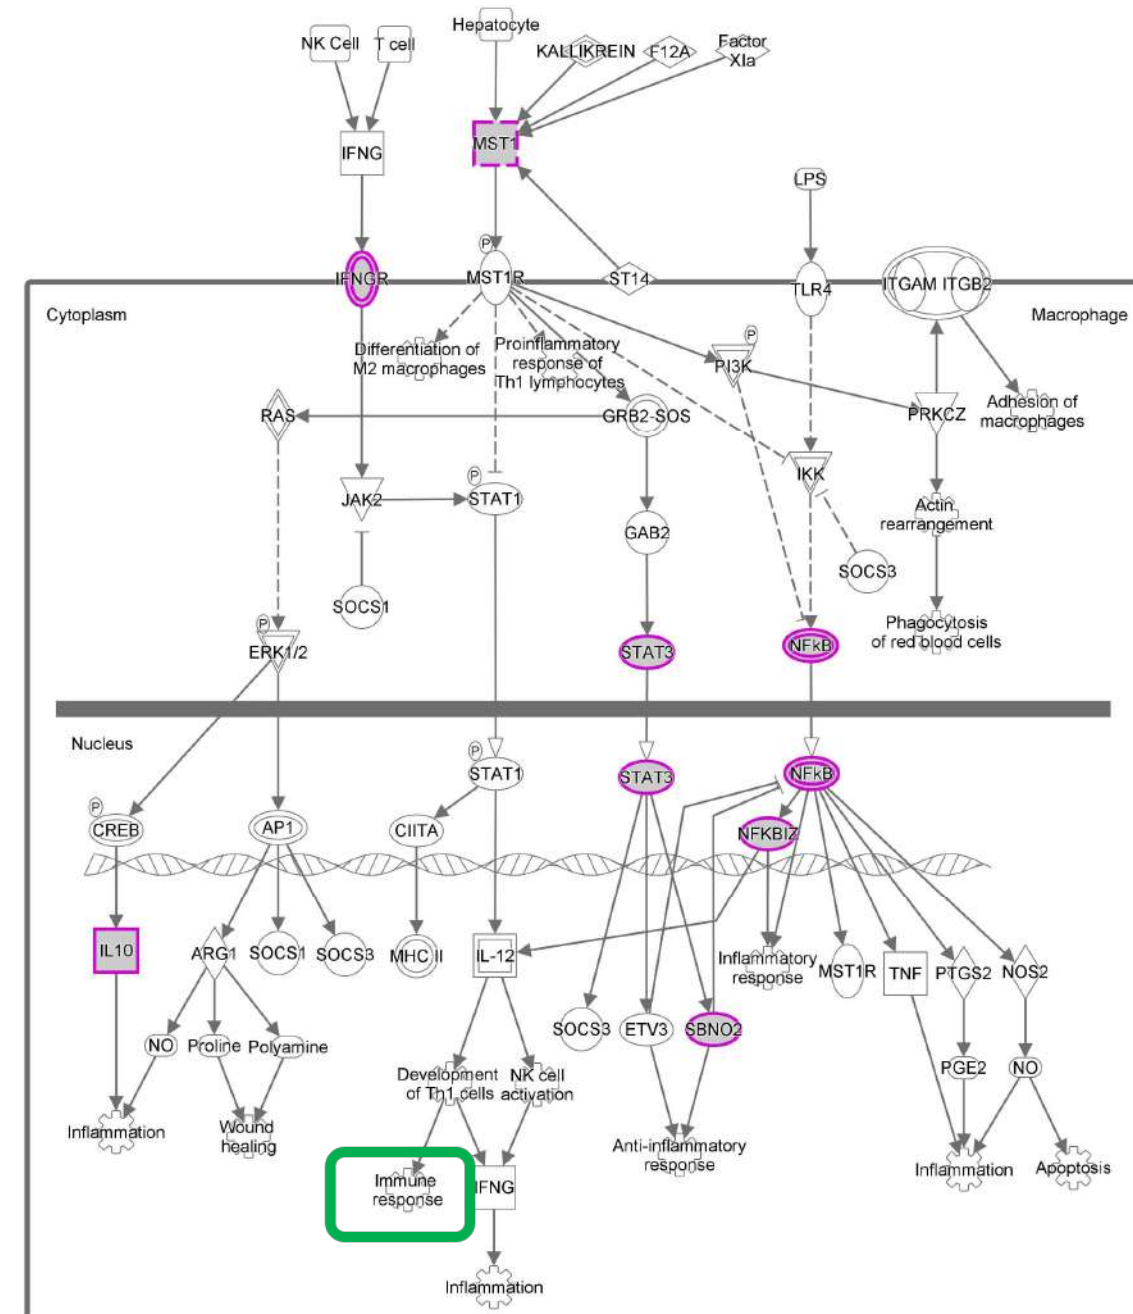 Hepatocyte
NK Cell
T cell
KALLIKREIN
F12A
Factor
XIa
MST1
IFNG
LPS
P
IFNGR
MST1R
ST14
TLR4
ITGAM ITGB2
Cytoplasm
Macrophage
Differentiation of
M2 macrophages
Proinflammatory
response of
Th1 lymphocytes
P
PI3K
RAS
GRB2-SOS
PRKCZ
Adhesion of
macrophages
P
JAK2
STAT1
IKK
GAB2
Actin
rearrangement
SOCS1
SOCS3
P
ERK1/2
STAT3
NFkB
Phagocytosis
of red blood cells
Nucleus
P
STAT1
STAT3
NFkB
P
CREB
AP1
CIITA
NFKBIZ
IL10
ARG1
SOCS1
SOCS3
MHC II
IL-12
Inflammatory
response
MST1R
TNF
PTGS2
NOS2
SOCS3
ETV3
SBNO2
NO
Proline
Polyamine
Development
of Th1 cells
NK cell
activation
PGE2
NO
Inflammation
Wound
healing
Anti-inflammatory
response
Inflammation
Apoptosis
Immune
response
IFNG
Inflammation